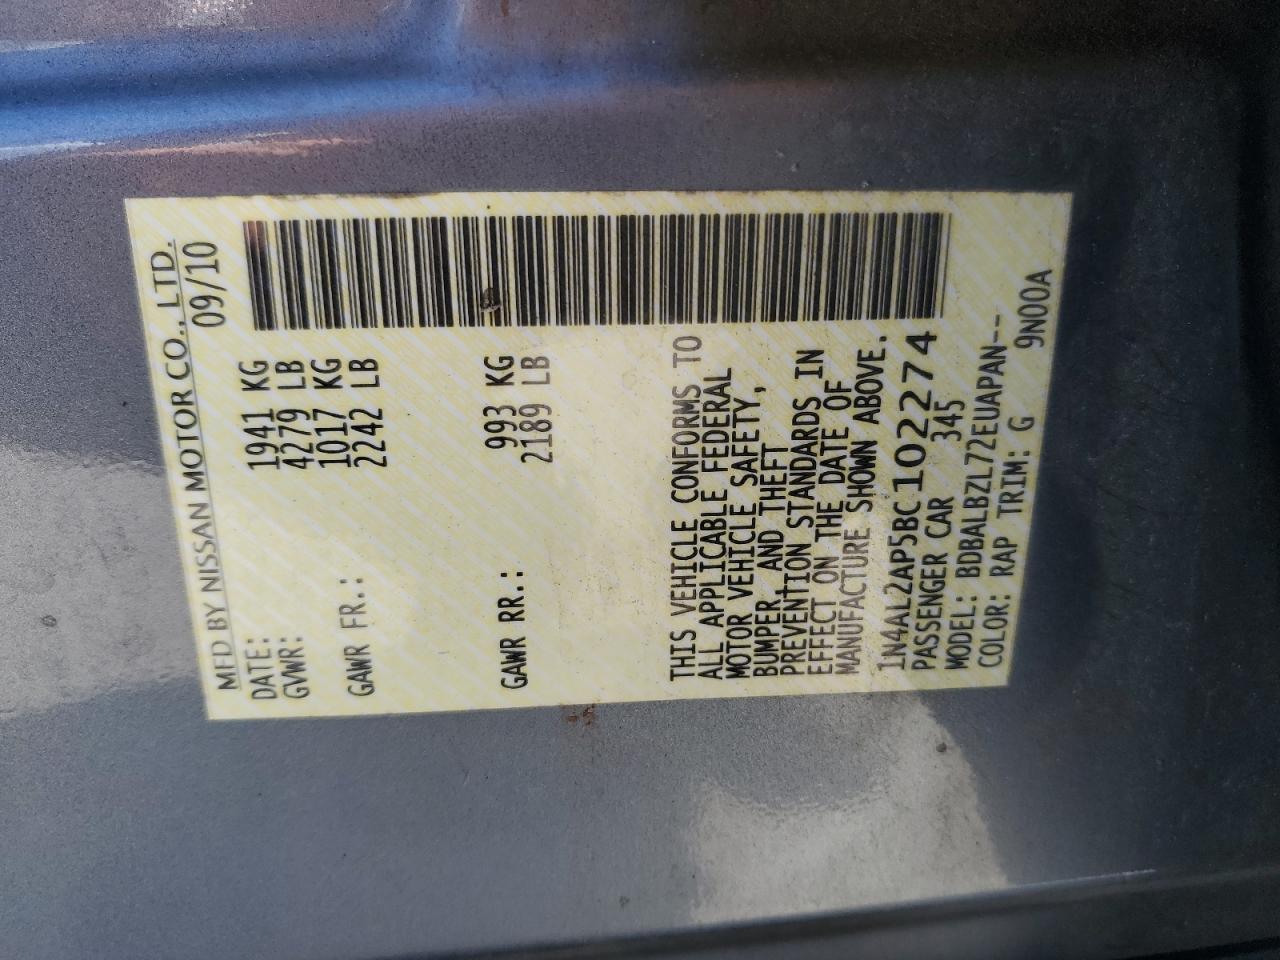 MFD BY NISSAN MOTOR CO., LTD.
DATE: 09/10
GVWR: 1941 KG
4279 LB
GAWR FR.: 1017 KG
2242 LB
GAWR RR.: 993 KG
2189 LB
THIS VEHICLE CONFORMS TO
ALL APPLICABLE FEDERAL
MOTOR VEHICLE SAFETY,
BUMPER, AND THEFT
PREVENTION STANDARDS IN
EFFECT ON THE DATE OF
MANUFACTURE SHOWN ABOVE.
1N4AL2AP5BC102274
PASSENGER CAR 345
MODEL: BDBALBZL72EUAPAN--
COLOR: RAP TRIM: G 9N00A